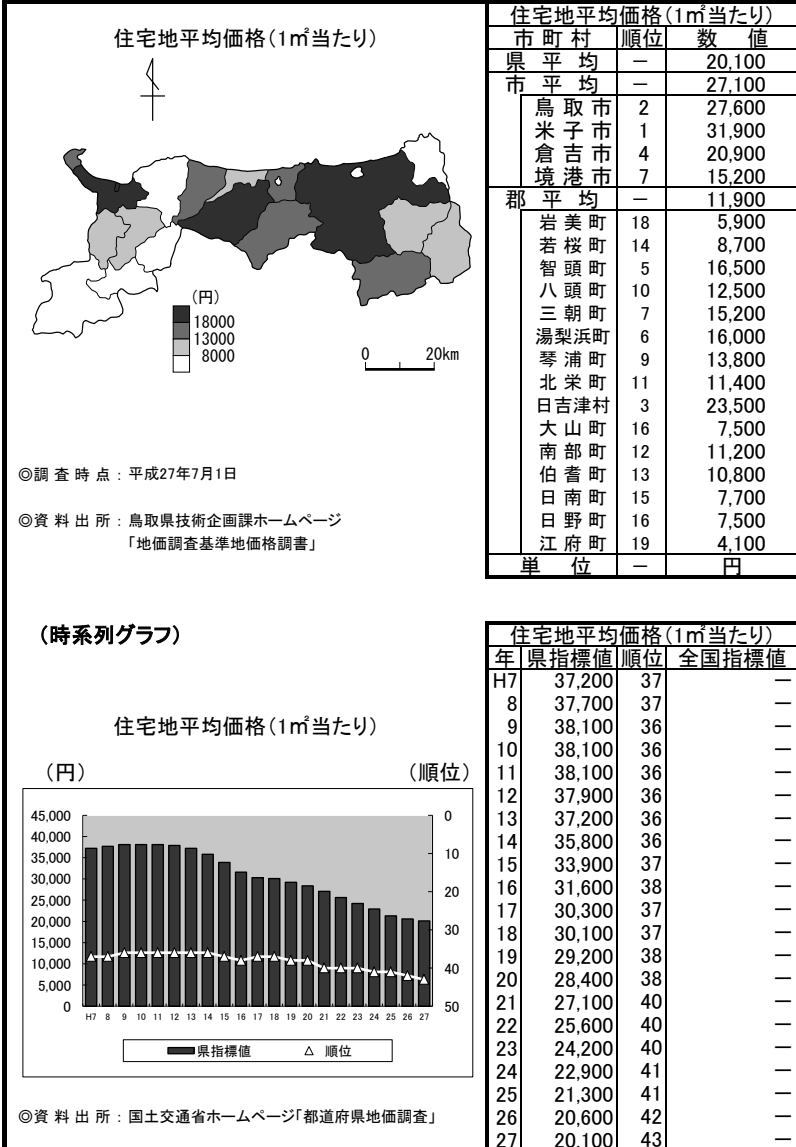 住宅地平均価格（1㎡当たり）
（円）
18000
13000
8000
0 20km
◎調査時点：平成27年7月1日
◎資料出所：鳥取県技術企画課ホームページ
「地価調査基準地価格調書」
住宅地平均価格（1㎡当たり）
市町村 順位 数値
県平均 － 20,100
市平均 － 27,100
鳥取市 2 27,600
米子市 1 31,900
倉吉市 4 20,900
境港市 7 15,200
郡平均 － 11,900
岩美町 18 5,900
若桜町 14 8,700
智頭町 5 16,500
八頭町 10 12,500
三朝町 7 15,200
湯梨浜町 6 16,000
琴浦町 9 13,800
北栄町 11 11,400
日吉津村 3 23,500
大山町 16 7,500
南部町 12 11,200
伯耆町 13 10,800
日南町 15 7,700
日野町 16 7,500
江府町 19 4,100
単位 － 円
（時系列グラフ）
住宅地平均価格（1㎡当たり）
（円） （順位）
45,000 0
40,000
35,000 10
30,000
25,000 20
20,000
15,000 30
10,000 40
5,000
0 50
H7 8 9 10 11 12 13 14 15 16 17 18 19 20 21 22 23 24 25 26 27
県指標値 △ 順位
◎資料出所：国土交通省ホームページ「都道府県地価調査」
住宅地平均価格（1㎡当たり）
年 県指標値 順位 全国指標値
H7 37,200 37 －
8 37,700 37 －
9 38,100 36 －
10 38,100 36 －
11 38,100 36 －
12 37,900 36 －
13 37,200 36 －
14 35,800 36 －
15 33,900 37 －
16 31,600 38 －
17 30,300 37 －
18 30,100 37 －
19 29,200 38 －
20 28,400 38 －
21 27,100 40 －
22 25,600 40 －
23 24,200 40 －
24 22,900 41 －
25 21,300 41 －
26 20,600 42 －
27 20,100 43 －